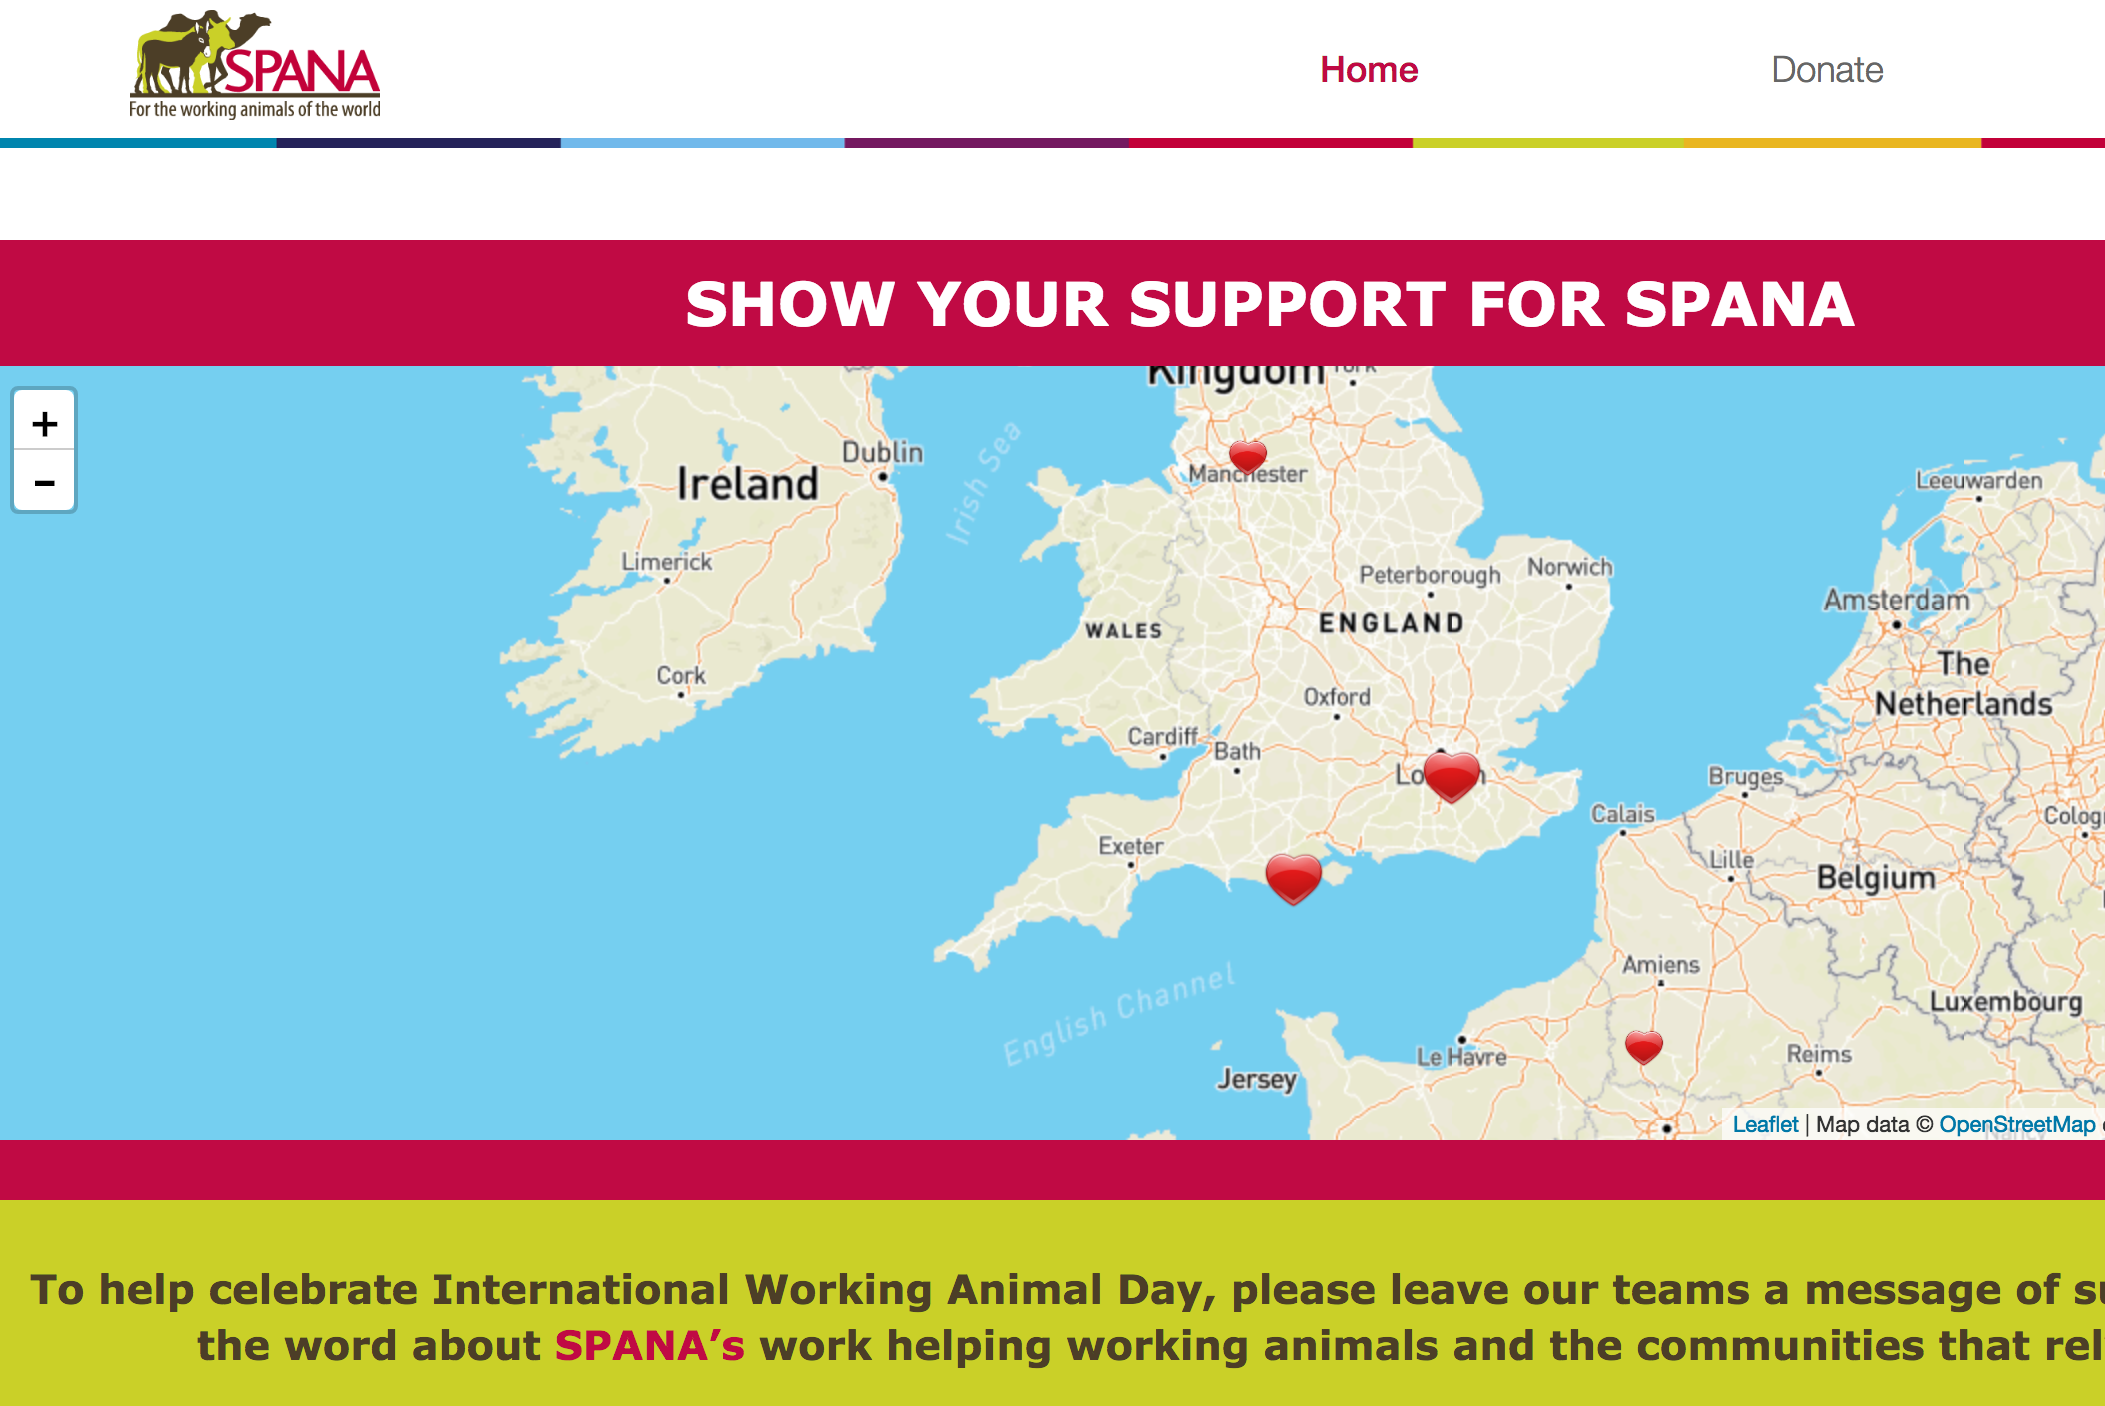 SPANA
For the working animals of the world
Home
Donate
SHOW YOUR SUPPORT FOR SPANA
+
−
Kingdom
York
Dublin
Ireland
Irish Sea
Manchester
Leeuwarden
Limerick
Peterborough
Norwich
Amsterdam
WALES
ENGLAND
The
Netherlands
Cork
Oxford
Cardiff
Bath
Lo n
Bruges
Calais
Colog
Exeter
Lille
Belgium
Amiens
English Channel
Luxembourg
Le Havre
Reims
Jersey
Leaflet | Map data © OpenStreetMap
Nancy
To help celebrate International Working Animal Day, please leave our teams a message of su
the word about SPANA’s work helping working animals and the communities that rel